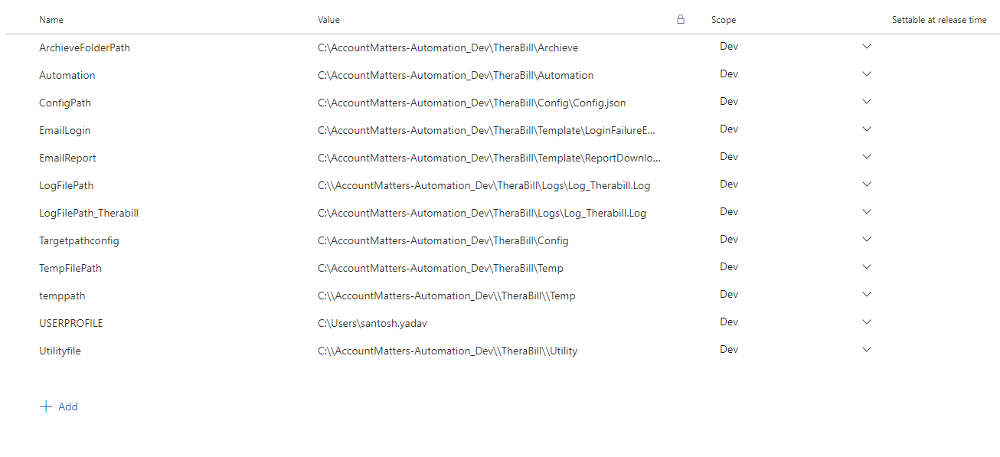 Name Value Scope Settable at release time
ArchieveFolderPath C:\AccountMatters-Automation_Dev\TheraBill\Archieve Dev
Automation C:\AccountMatters-Automation_Dev\TheraBill\Automation Dev
ConfigPath C:\AccountMatters-Automation_Dev\TheraBill\Config\Config.json Dev
EmailLogin C:\AccountMatters-Automation_Dev\TheraBill\Template\LoginFailureE... Dev
EmailReport C:\AccountMatters-Automation_Dev\TheraBill\Template\ReportDownlo... Dev
LogFilePath C:\\AccountMatters-Automation_Dev\TheraBill\Logs\Log_Therabill.Log Dev
LogFilePath_Therabill C:\AccountMatters-Automation_Dev\TheraBill\Logs\Log_Therabill.Log Dev
Targetpathconfig C:\AccountMatters-Automation_Dev\TheraBill\Config Dev
TempFilePath C:\AccountMatters-Automation_Dev\TheraBill\Temp Dev
temppath C:\\AccountMatters-Automation_Dev\\TheraBill\\Temp Dev
USERPROFILE C:\Users\santosh.yadav Dev
Utilityfile C:\\AccountMatters-Automation_Dev\\TheraBill\\Utility Dev
Add